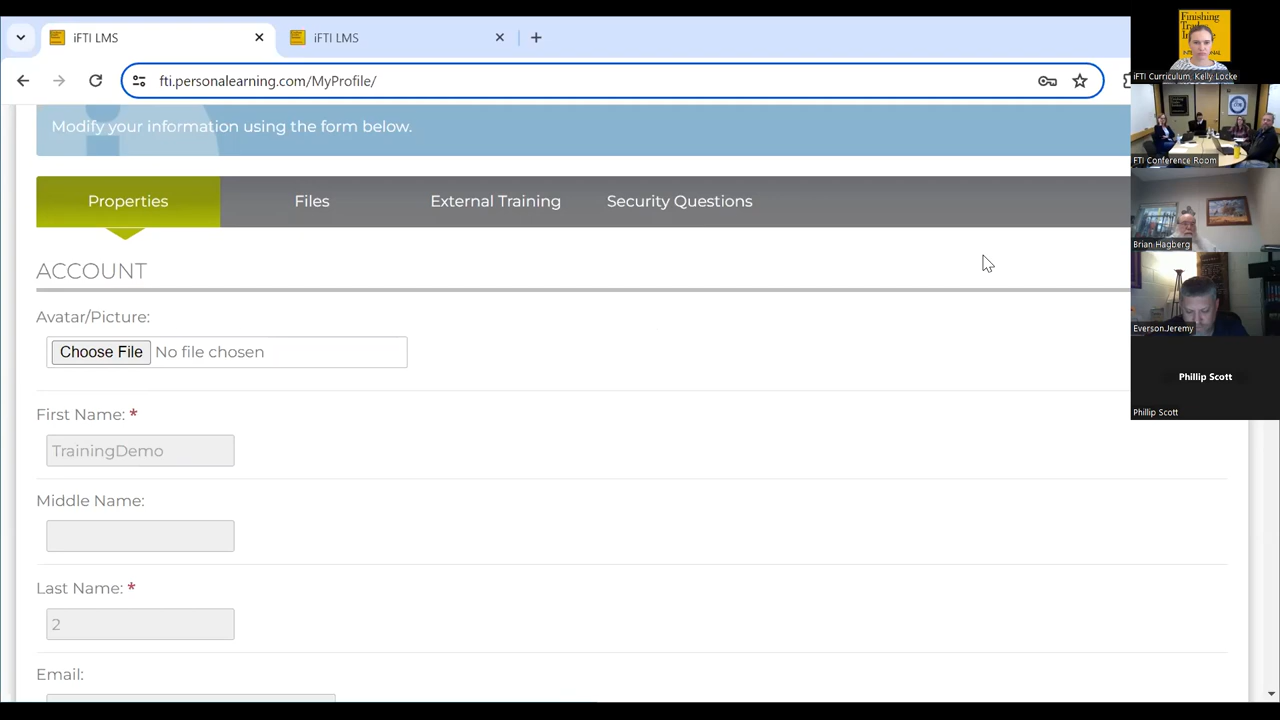 iFTI LMS
iFTI LMS
fti.personalearning.com/MyProfile/
Modify your information using the form below.
Properties
Files
External Training
Security Questions
ACCOUNT
Avatar/Picture:
Choose File No file chosen
First Name: *
TrainingDemo
Middle Name:
Last Name: *
2
Email:
Finishing
iFTI Curriculum, Kelly Locke
FTI Conference Room
Brian Hagberg
Everson.Jeremy
Phillip Scott
Phillip Scott